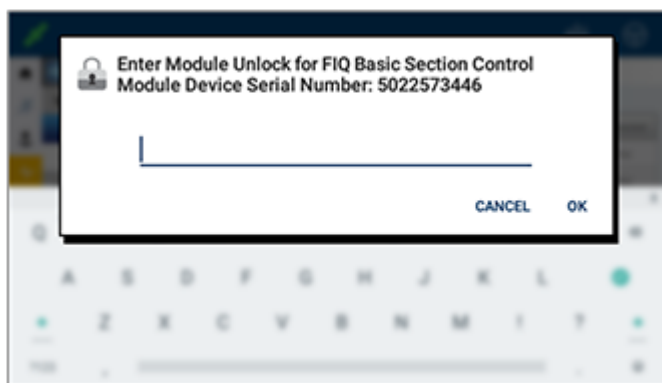 Enter Module Unlock for FIQ Basic Section Control
Module Device Serial Number: 5022573446
CANCEL OK
Q
A S D F G H J K L
Z X C V B N M ! ?